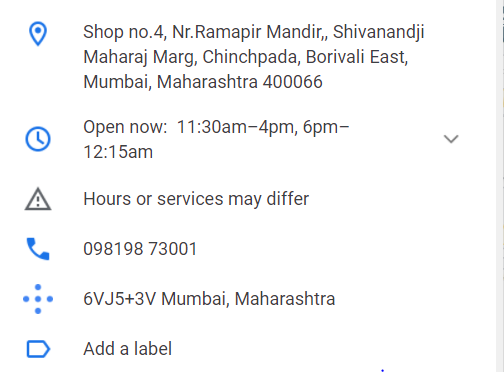 Shop no.4, Nr.Ramapir Mandir,, Shivanandji
Maharaj Marg, Chinchpada, Borivali East,
Mumbai, Maharashtra 400066
Open now:  11:30am–4pm, 6pm–
12:15am
Hours or services may differ
098198 73001
6VJ5+3V Mumbai, Maharashtra
Add a label